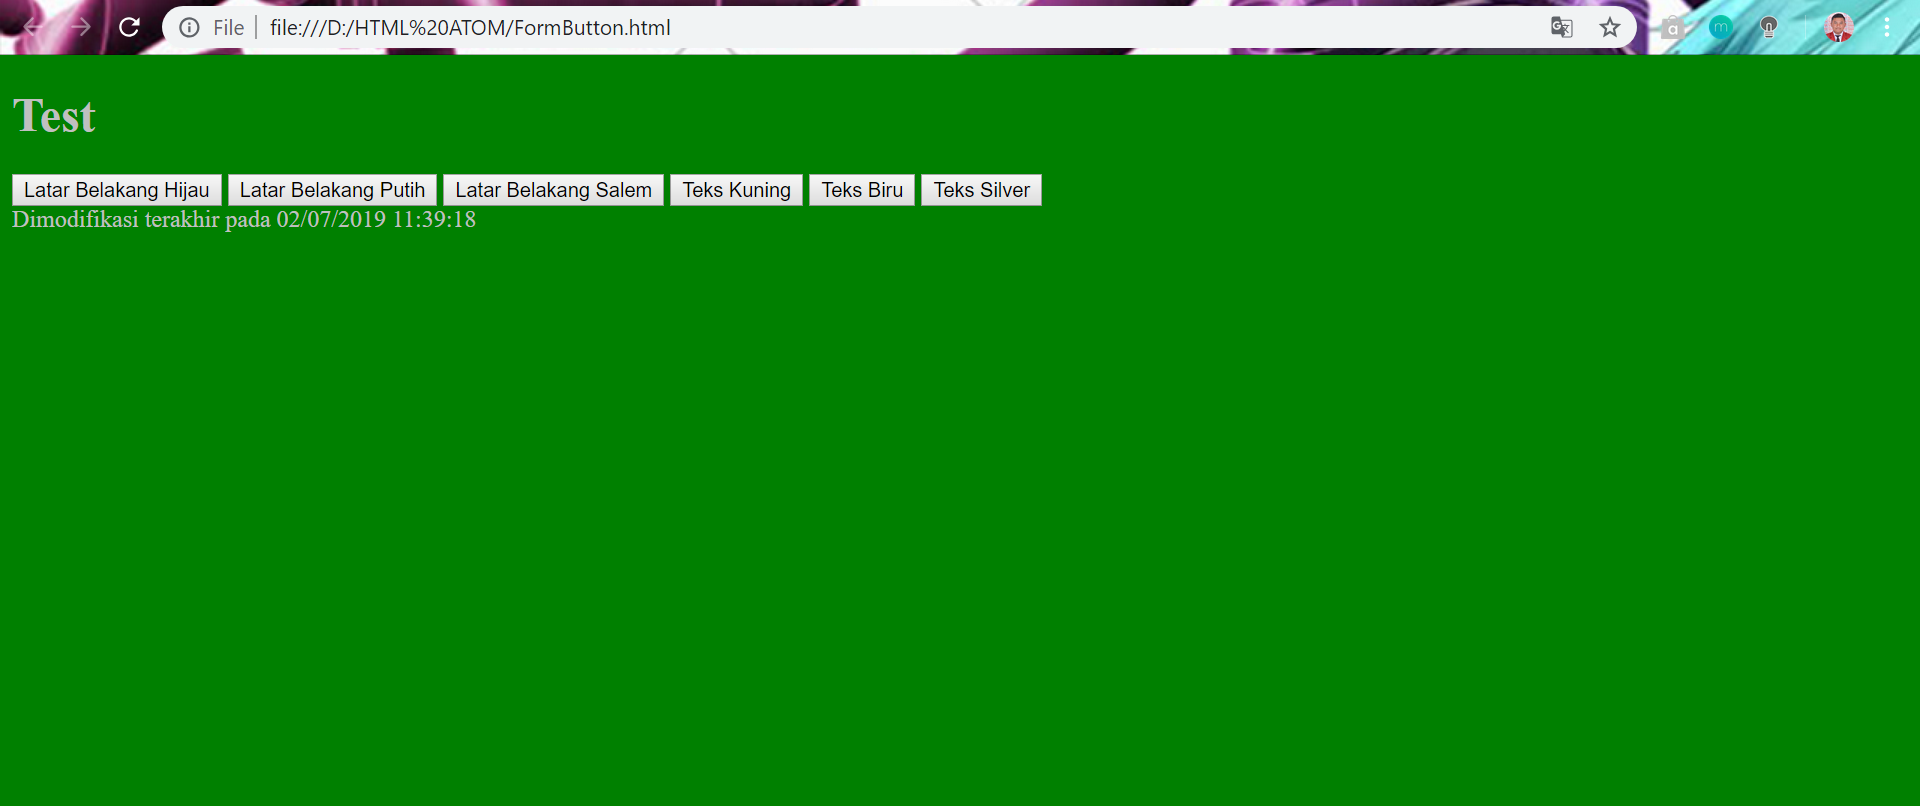 File | file:///D:/HTML%20ATOM/FormButton.html
Test
Latar Belakang Hijau Latar Belakang Putih Latar Belakang Salem Teks Kuning Teks Biru Teks Silver
Dimodifikasi terakhir pada 02/07/2019 11:39:18